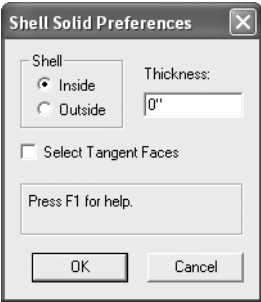 Shell Solid Preferences
Shell
Inside
Outside
Thickness:
0"
Select Tangent Faces
Press F1 for help.
OK
Cancel